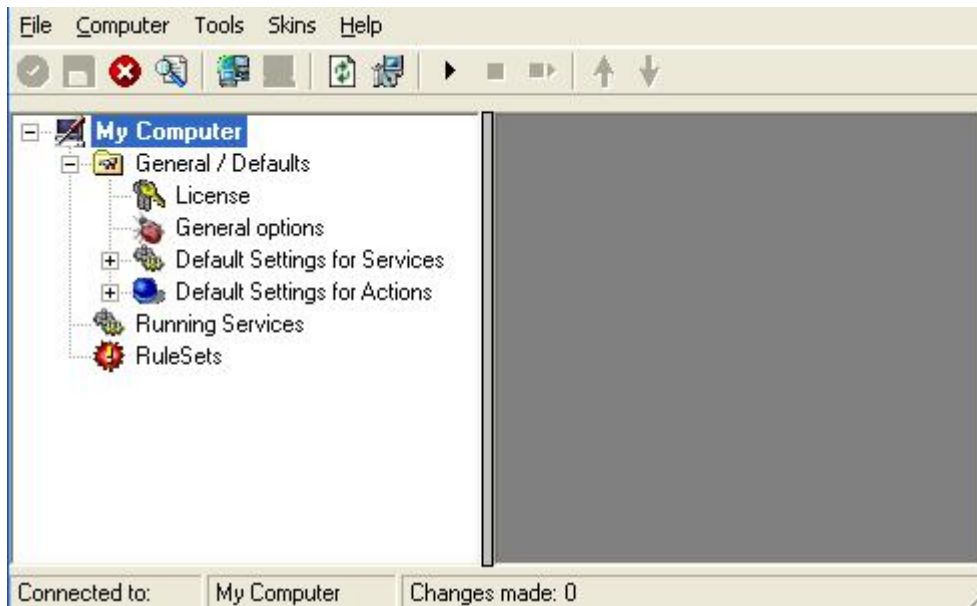 File Computer Tools Skins Help
My Computer
General / Defaults
License
General options
Default Settings for Services
Default Settings for Actions
Running Services
RuleSets
Connected to: My Computer Changes made: 0